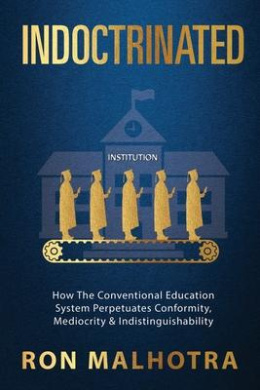 INDOCTRINATED
INSTITUTION
How The Conventional Education
System Perpetuates Conformity,
Mediocrity & Indistinguishability
RON MALHOTRA